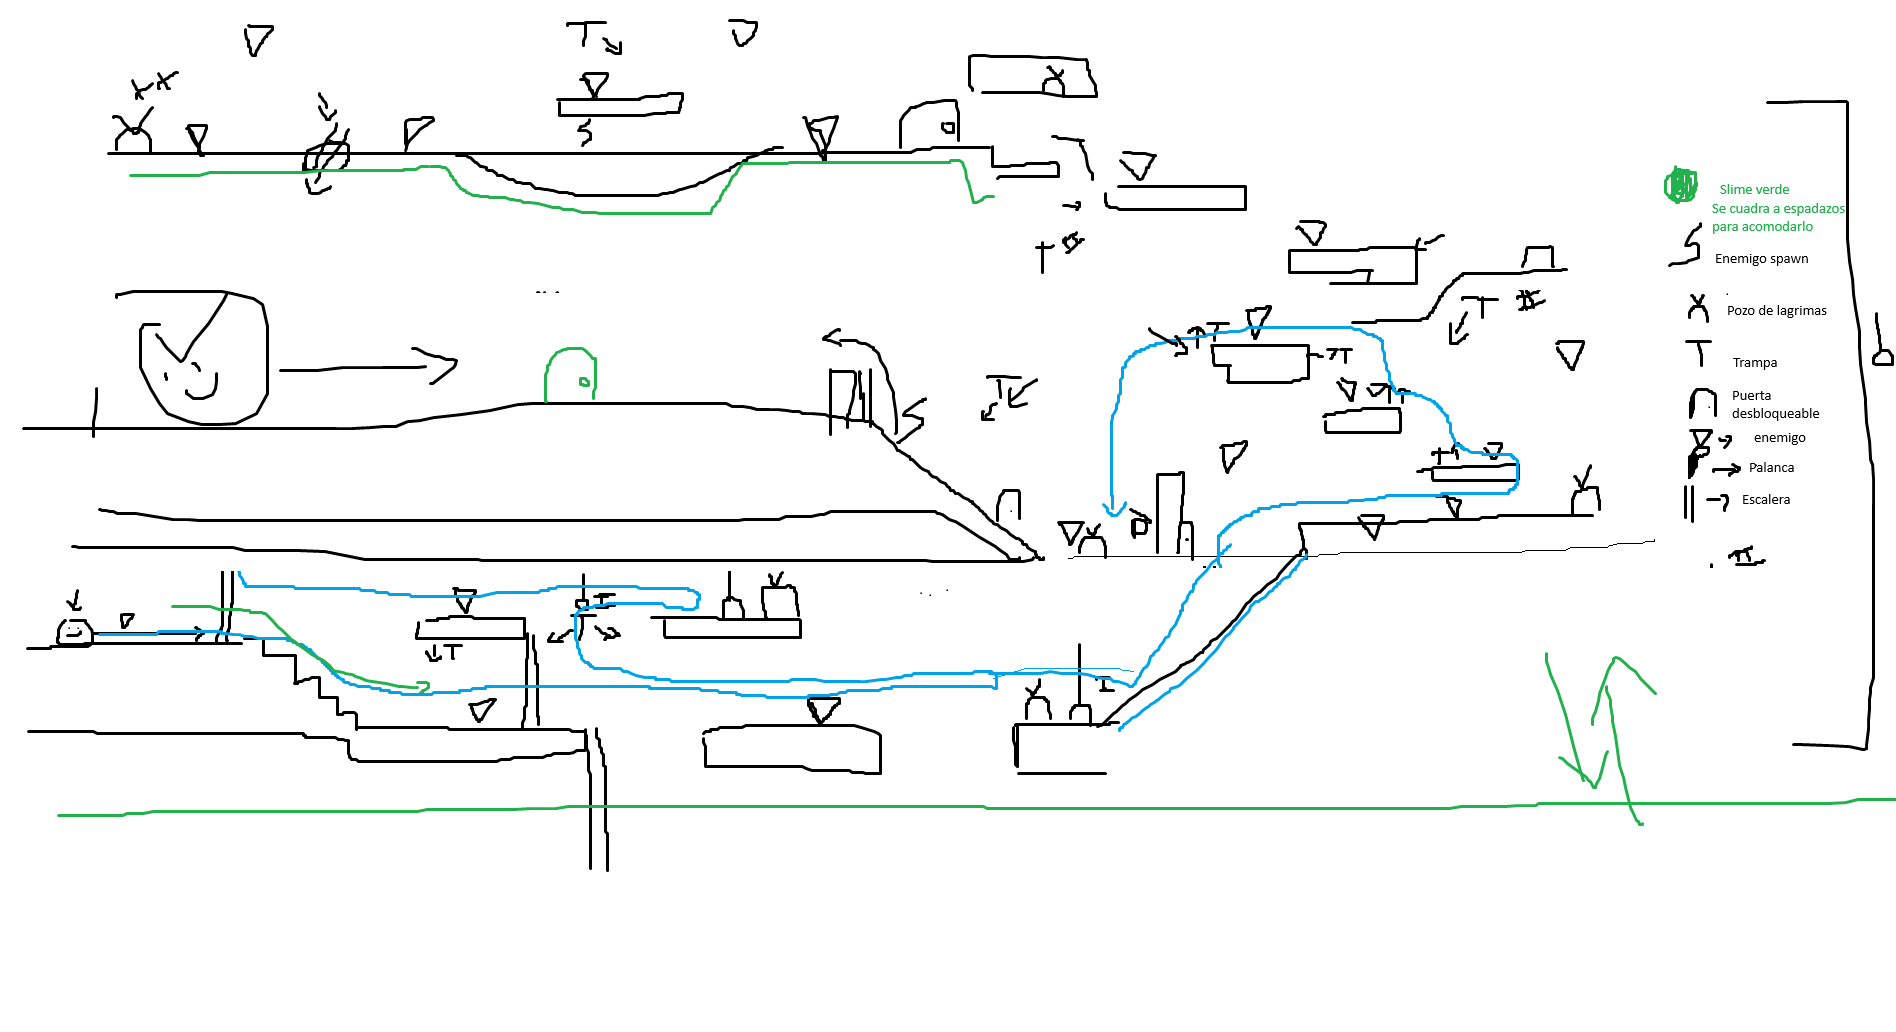 Slime verde
Se cuadra a espadazos
para acomodarlo
Enemigo spawn
Pozo de lagrimas
Trampa
Puerta
desbloqueable
enemigo
Palanca
Escalera